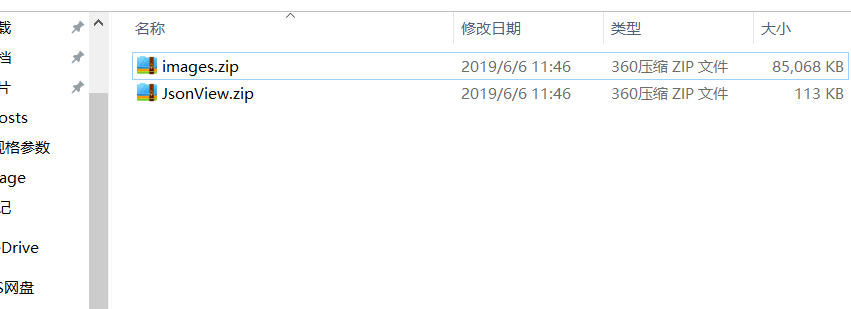 载
档
片
osts
规格参数
age
记
Drive
S网盘
名称 修改日期 类型 大小
images.zip 2019/6/6 11:46 360压缩 ZIP 文件 85,068 KB
JsonView.zip 2019/6/6 11:46 360压缩 ZIP 文件 113 KB